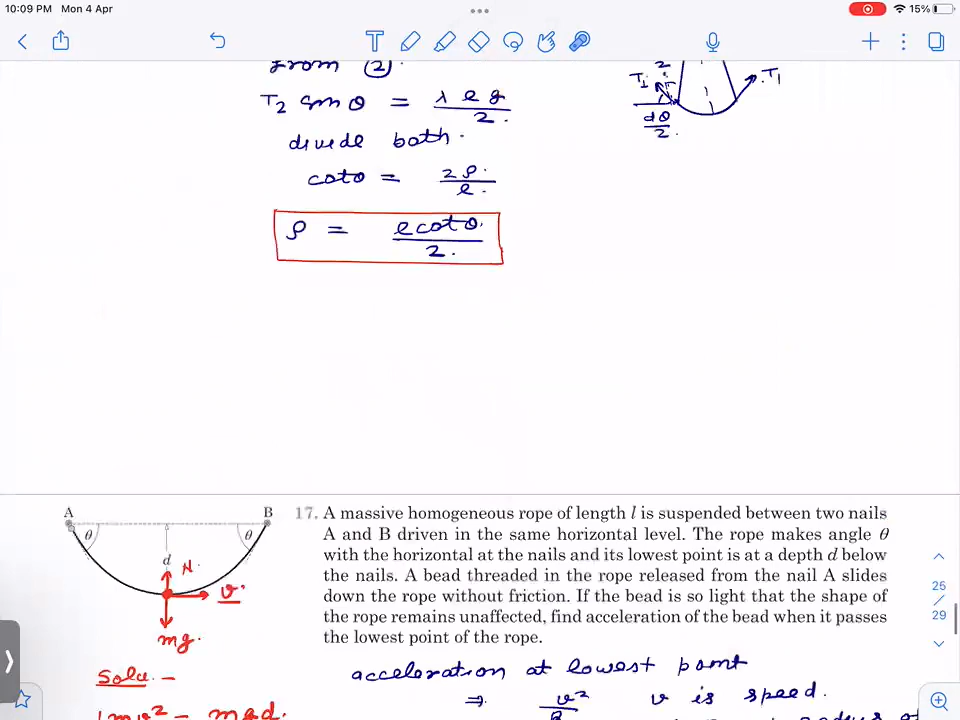 10:09 PM Mon 4 Apr
15%
from (2).
T2 sin θ = λ l g / 2.
divide both.
cot θ = 2ρ. / l.
ρ = l cot θ. / 2.
2
T1
T1
dθ / 2.
A
B
θ
θ
d
N.
v.
mg.
17. A massive homogeneous rope of length l is suspended between two nails
A and B driven in the same horizontal level. The rope makes angle θ
with the horizontal at the nails and its lowest point is at a depth d below
the nails. A bead threaded in the rope released from the nail A slides
down the rope without friction. If the bead is so light that the shape of
the rope remains unaffected, find acceleration of the bead when it passes
the lowest point of the rope.
25
/
29
Solu. –
acceleration at lowest point
⇒ v² v is speed.